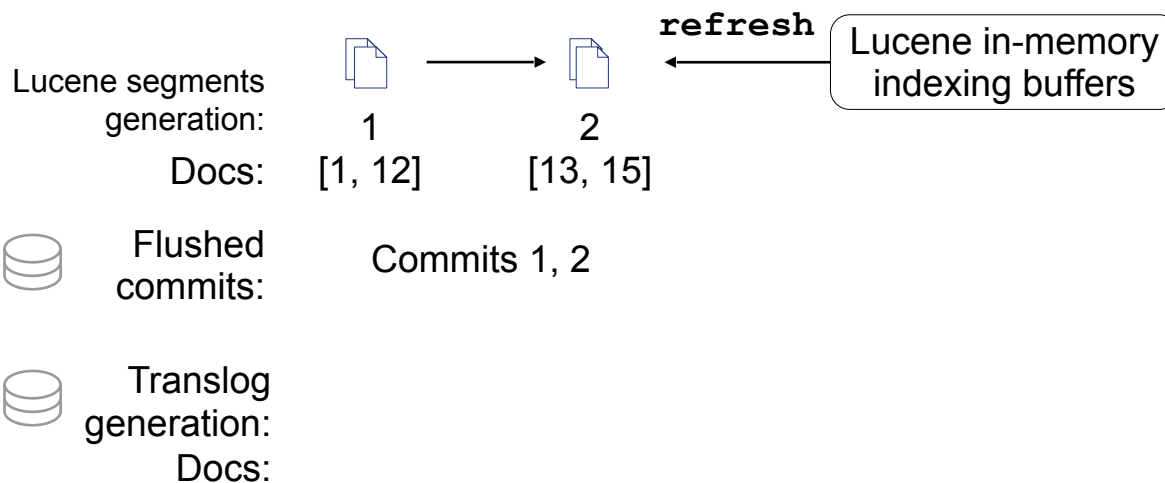 refresh
Lucene in-memory
indexing buffers
Lucene segments
generation:
1
2
Docs:
[1, 12]
[13, 15]
Flushed
commits:
Commits 1, 2
Translog
generation:
Docs: